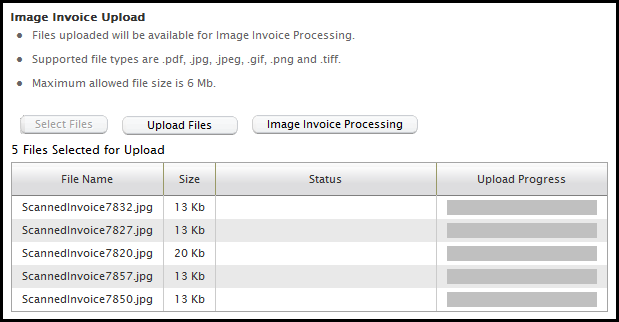 Image Invoice Upload
• Files uploaded will be available for Image Invoice Processing.
• Supported file types are .pdf, .jpg, .jpeg, .gif, .png and .tiff.
• Maximum allowed file size is 6 Mb.
Select Files Upload Files Image Invoice Processing
5 Files Selected for Upload
File Name Size Status Upload Progress
ScannedInvoice7832.jpg 13 Kb
ScannedInvoice7827.jpg 13 Kb
ScannedInvoice7820.jpg 20 Kb
ScannedInvoice7857.jpg 13 Kb
ScannedInvoice7850.jpg 13 Kb